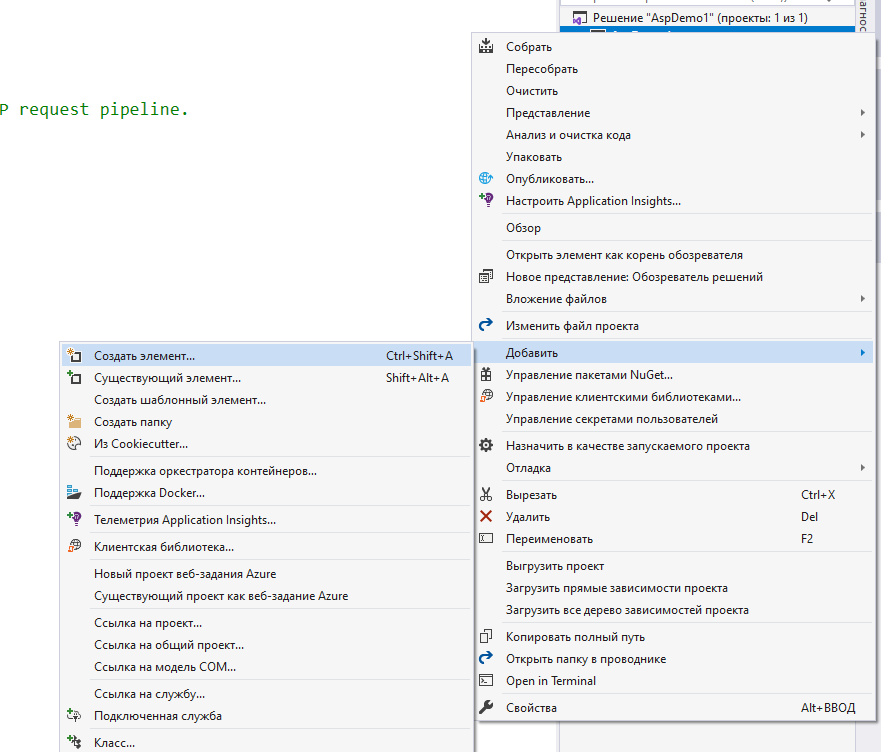 Решение "AspDemo1" (проекты: 1 из 1)
P request pipeline.
Собрать
Пересобрать
Очистить
Представление
Анализ и очистка кода
Упаковать
Опубликовать...
Настроить Application Insights...
Обзор
Открыть элемент как корень обозревателя
Новое представление: Обозреватель решений
Вложение файлов
Изменить файл проекта
Добавить
Управление пакетами NuGet...
Управление клиентскими библиотеками...
Управление секретами пользователей
Назначить в качестве запускаемого проекта
Отладка
Вырезать Ctrl+X
Удалить Del
Переименовать F2
Выгрузить проект
Загрузить прямые зависимости проекта
Загрузить все дерево зависимостей проекта
Копировать полный путь
Открыть папку в проводнике
Open in Terminal
Свойства Alt+ВВОД
Создать элемент... Ctrl+Shift+A
Существующий элемент... Shift+Alt+A
Создать шаблонный элемент...
Создать папку
Из Cookiecutter...
Поддержка оркестратора контейнеров...
Поддержка Docker...
Телеметрия Application Insights...
Клиентская библиотека...
Новый проект веб-задания Azure
Существующий проект как веб-задание Azure
Ссылка на проект...
Ссылка на общий проект...
Ссылка на модель COM...
Ссылка на службу...
Подключенная служба
Класс...